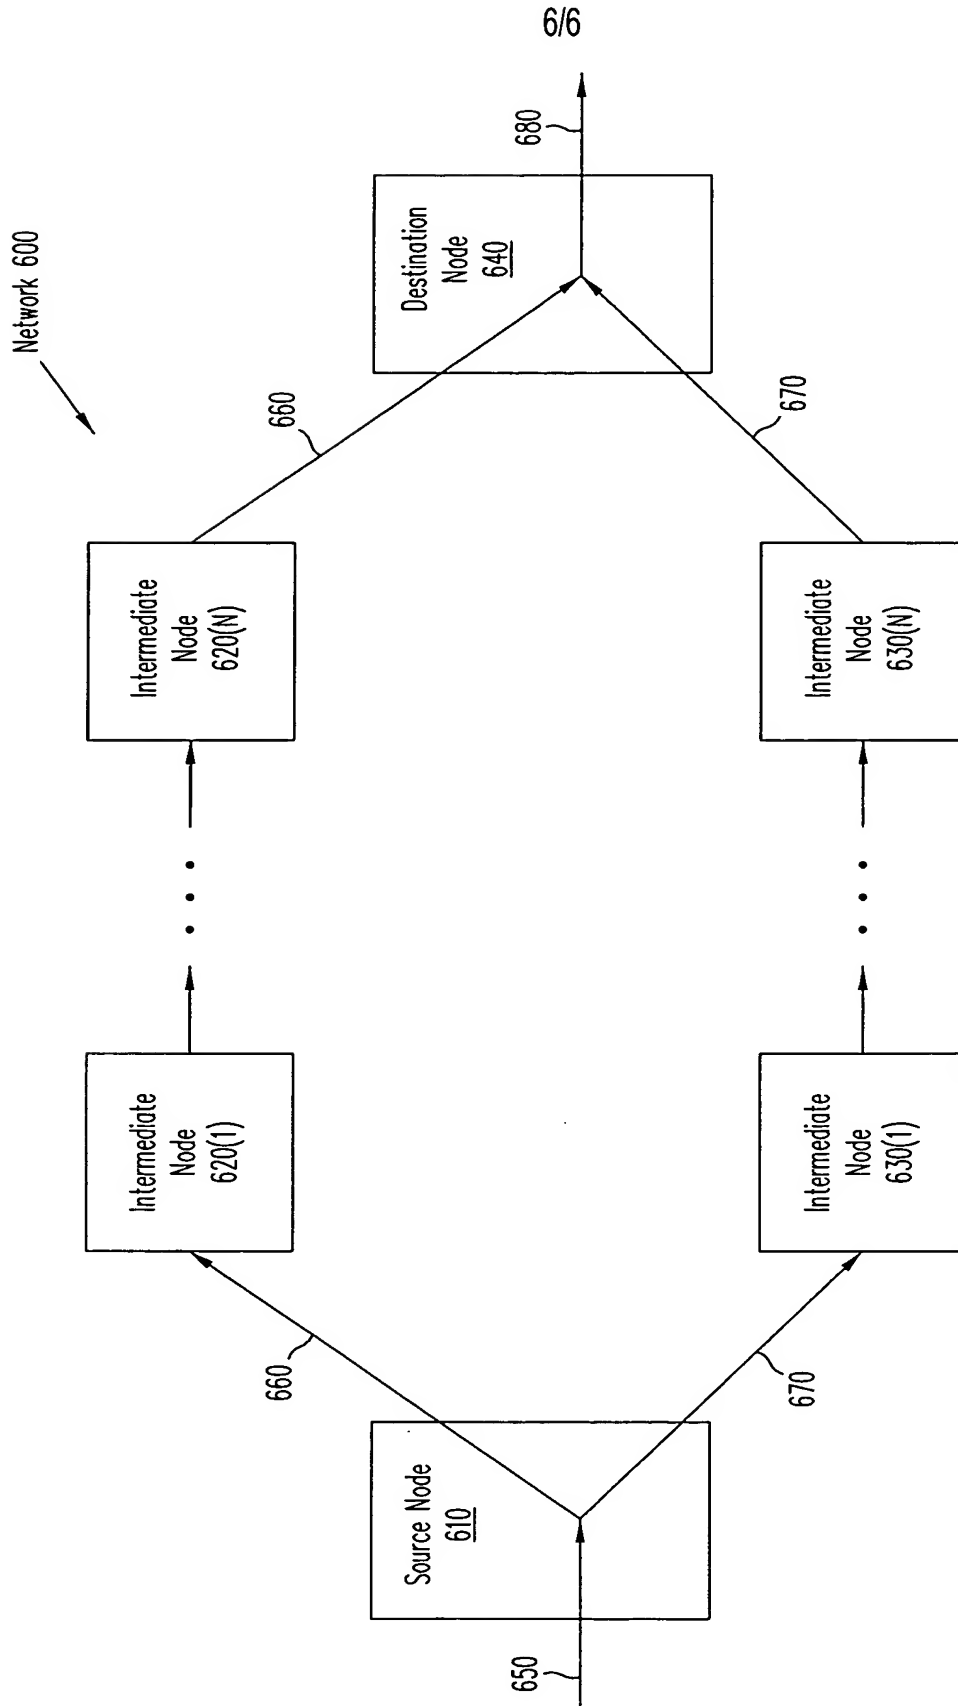 6/6
Network 600
650
Source Node
610
660
670
Intermediate
Node
620(1)
Intermediate
Node
630(1)
Intermediate
Node
620(N)
Intermediate
Node
630(N)
660
670
Destination
Node
640
680